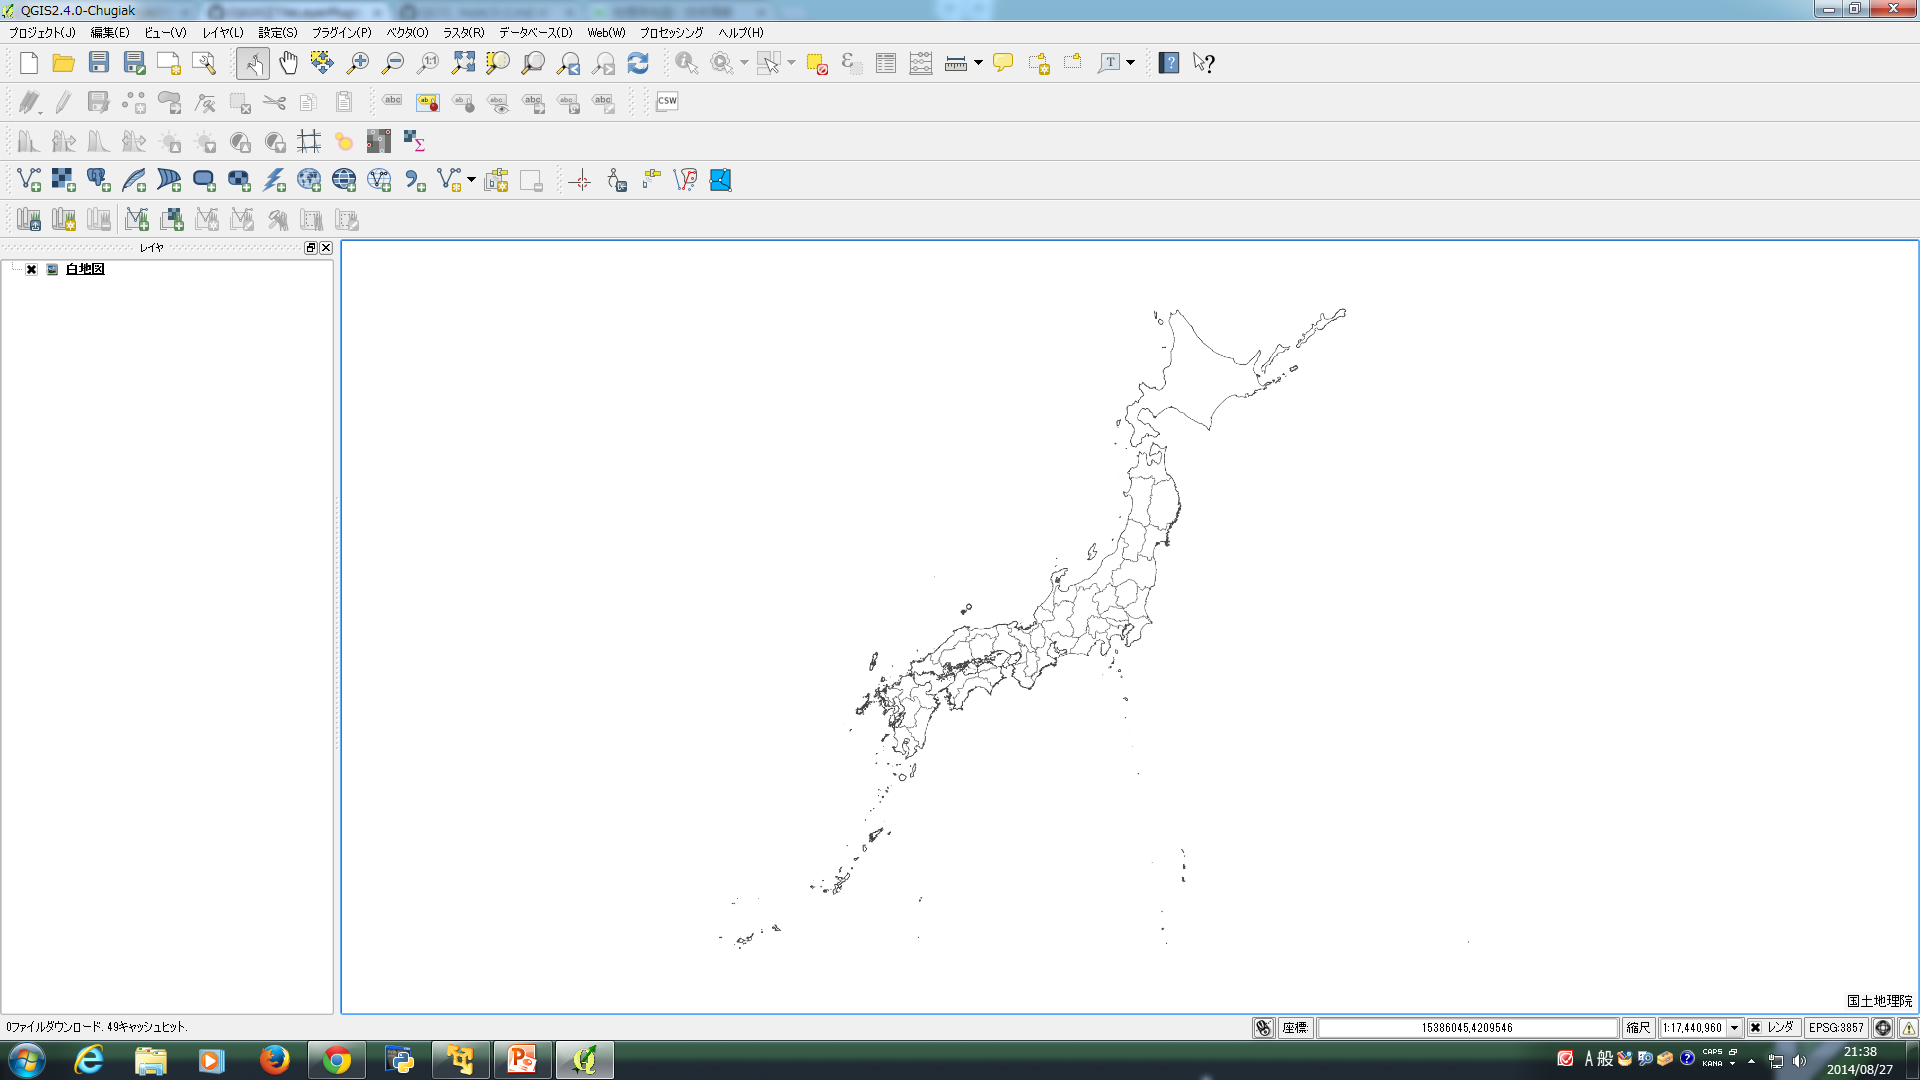 QGIS2.4.0-Chugiak
プロジェクト(J) 編集(E) ビュー(V) レイヤ(L) 設定(S) プラグイン(P) ベクタ(O) ラスタ(R) データベース(D) Web(W) プロセッシング ヘルプ(H)
CSW
レイヤ
白地図
国土地理院
0ファイルダウンロード. 49キャッシュヒット.
座標: 15386045,4209546 縮尺 1:17,440,960 レンダ EPSG:3857
A 般 CAPS KANA
21:38
2014/08/27